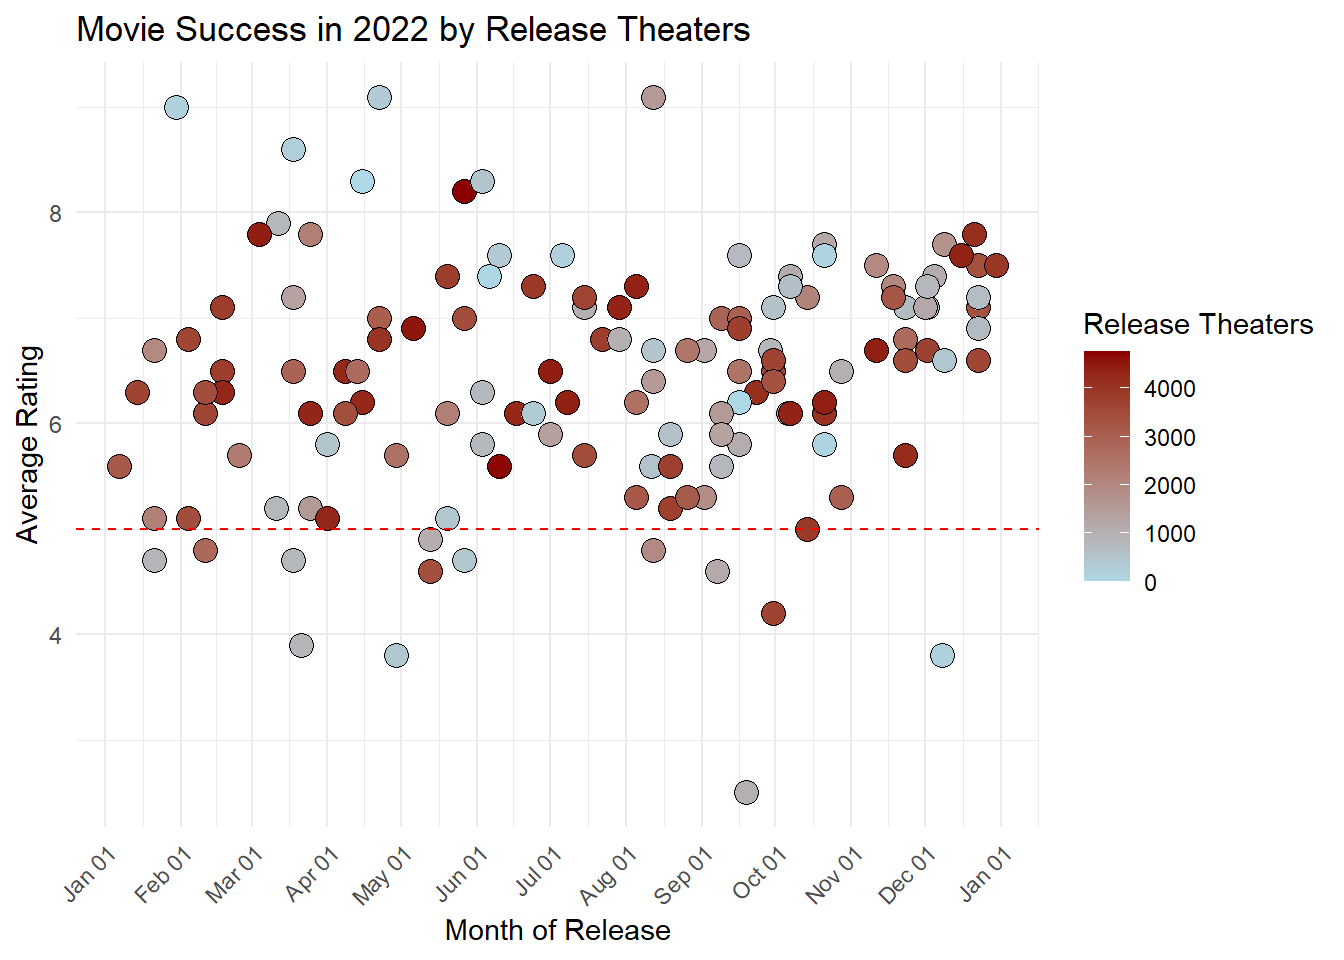 Movie Success in 2022 by Release Theaters
Average Rating
8
6
4
Jan 01
Feb 01
Mar 01
Apr 01
May 01
Jun 01
Jul 01
Aug 01
Sep 01
Oct 01
Nov 01
Dec 01
Jan 01
Month of Release
Release Theaters
4000
3000
2000
1000
0